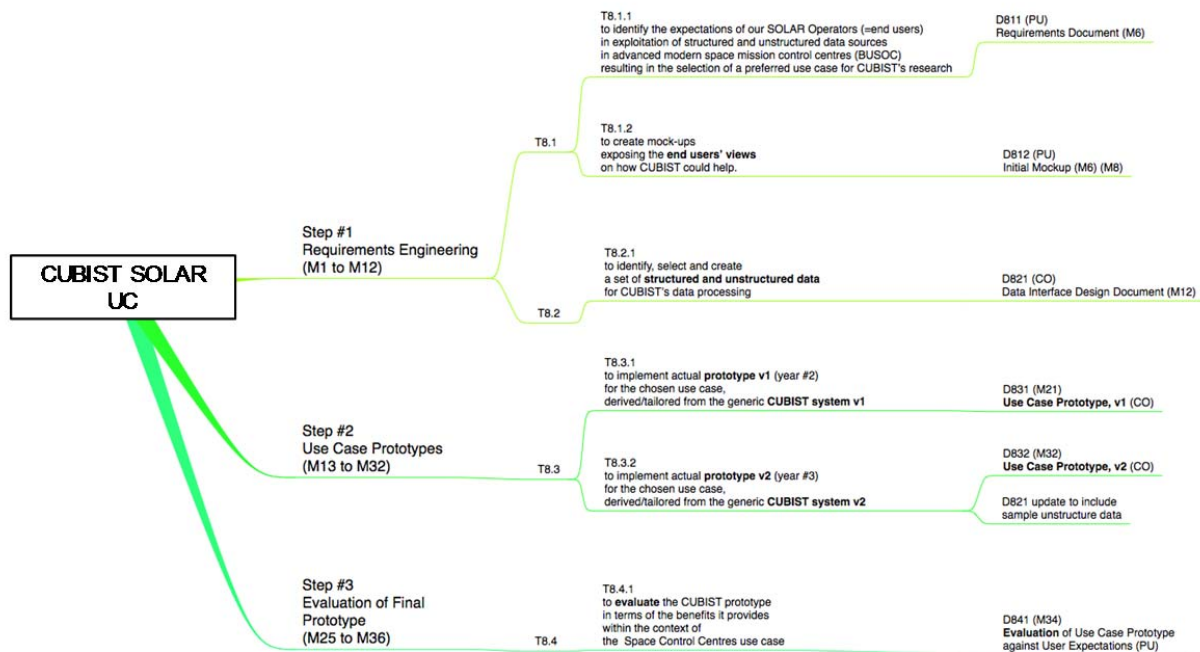 CUBIST SOLAR
UC
Step #1
Requirements Engineering
(M1 to M12)
T8.1
T8.1.1
to identify the expectations of our SOLAR Operators (=end users)
in exploitation of structured and unstructured data sources
in advanced modern space mission control centres (BUSOC)
resulting in the selection of a preferred use case for CUBIST's research
D811 (PU)
Requirements Document (M6)
T8.1.2
to create mock-ups
exposing the end users' views
on how CUBIST could help.
D812 (PU)
Initial Mockup (M6) (M8)
T8.2
T8.2.1
to identify, select and create
a set of structured and unstructured data
for CUBIST's data processing
D821 (CO)
Data Interface Design Document (M12)
Step #2
Use Case Prototypes
(M13 to M32)
T8.3
T8.3.1
to implement actual prototype v1 (year #2)
for the chosen use case,
derived/tailored from the generic CUBIST system v1
D831 (M21)
Use Case Prototype, v1 (CO)
T8.3.2
to implement actual prototype v2 (year #3)
for the chosen use case,
derived/tailored from the generic CUBIST system v2
D832 (M32)
Use Case Prototype, v2 (CO)
D821 update to include
sample unstructure data
Step #3
Evaluation of Final
Prototype
(M25 to M36)
T8.4
T8.4.1
to evaluate the CUBIST prototype
in terms of the benefits it provides
within the context of
the Space Control Centres use case
D841 (M34)
Evaluation of Use Case Prototype
against User Expectations (PU)